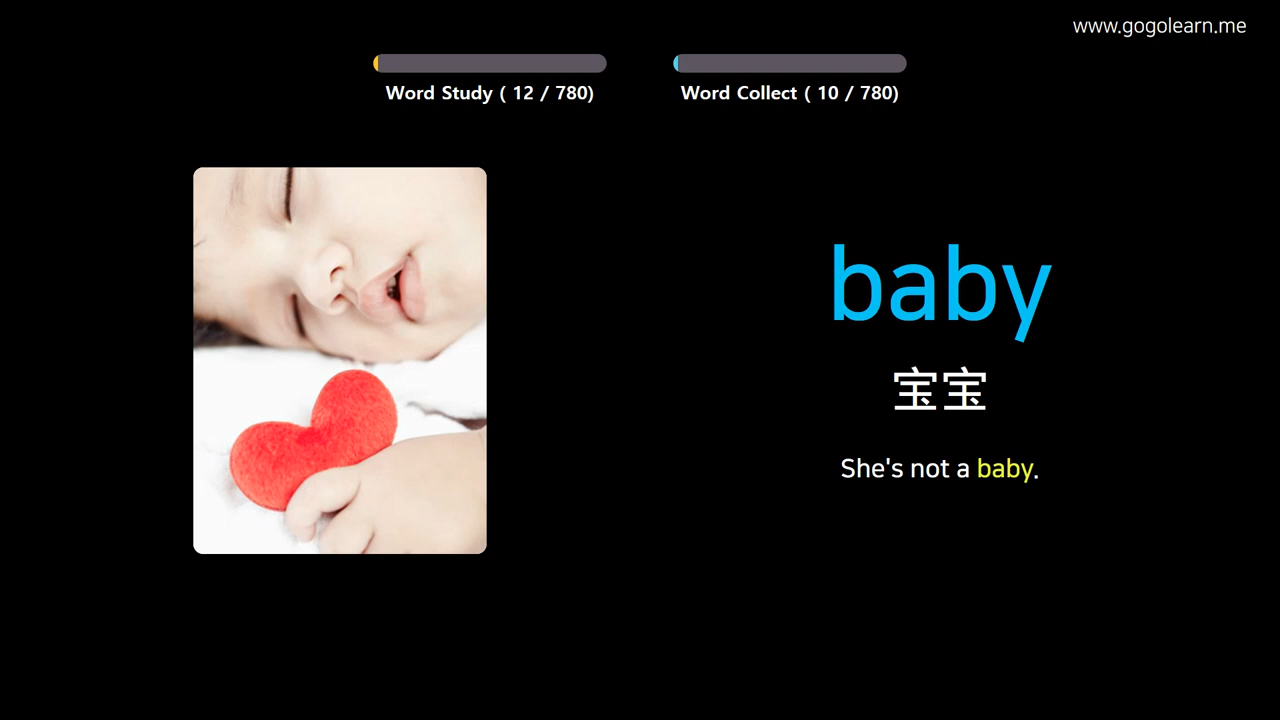 www.gogolearn.me
Word Study ( 12 / 780)
Word Collect ( 10 / 780)
baby
宝宝
She's not a baby.